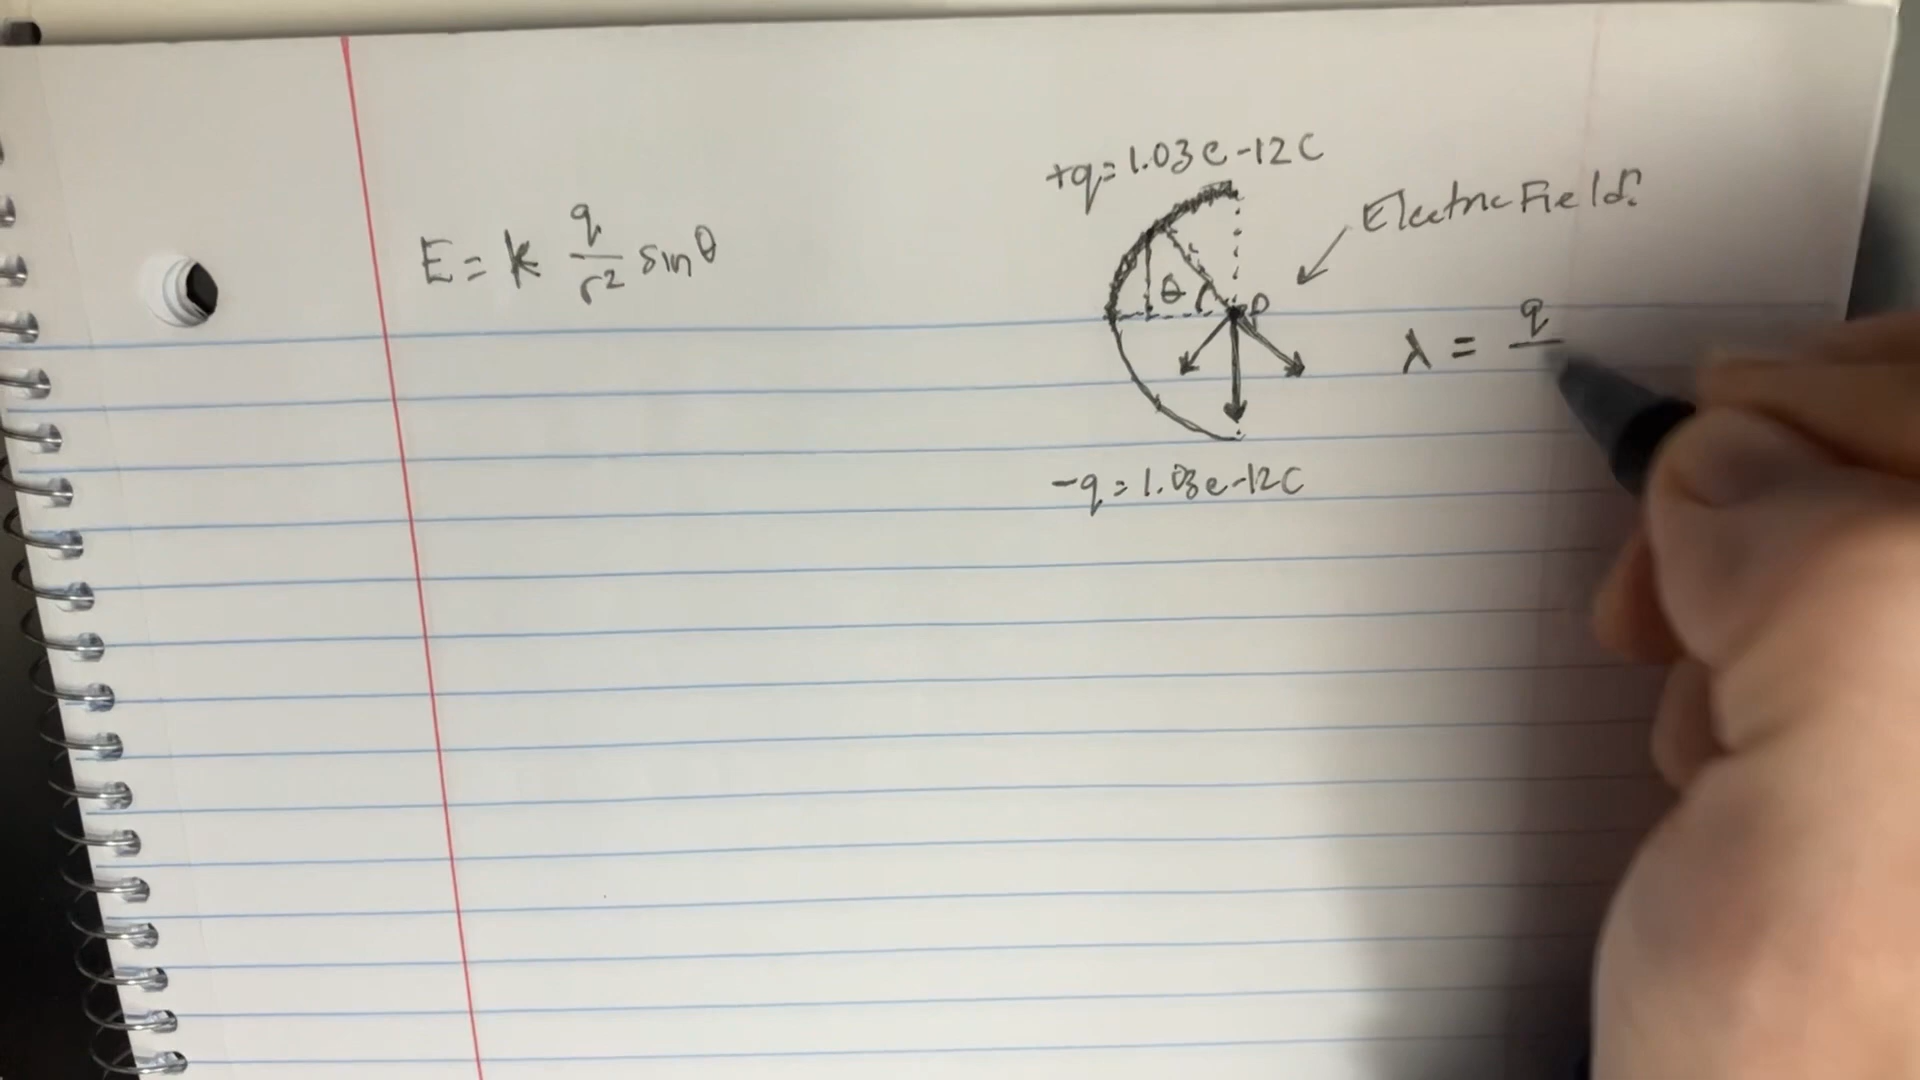 +q=1.03e-12C
E = k q/r² sinθ
Electric Field?
θ
P
λ = q
-q=1.03e-12C